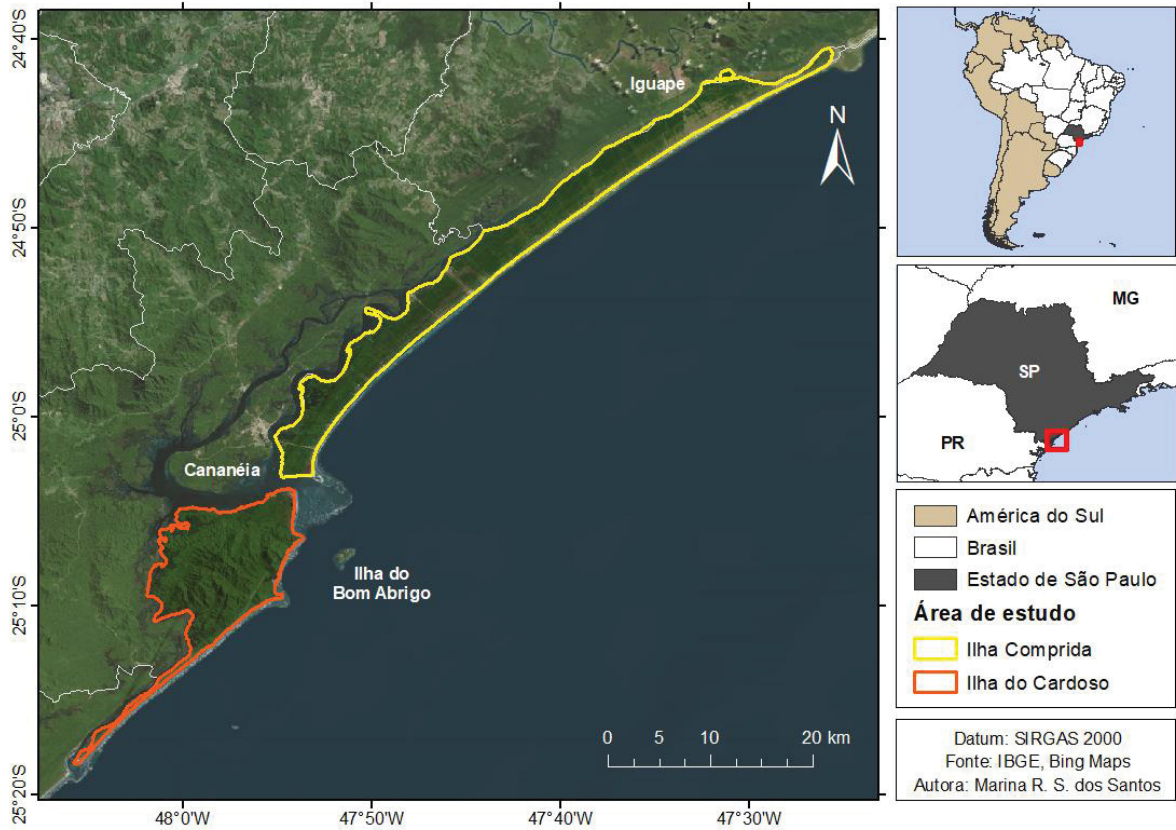 24°40'S
24°50'S
25°0'S
25°10'S
25°20'S
48°0'W
47°50'W
47°40'W
47°30'W
Iguape
N
Cananéia
Ilha do
Bom Abrigo
0 5 10 20 km
MG
SP
PR
América do Sul
Brasil
Estado de São Paulo
Área de estudo
Ilha Comprida
Ilha do Cardoso
Datum: SIRGAS 2000
Fonte: IBGE, Bing Maps
Autora: Marina R. S. dos Santos